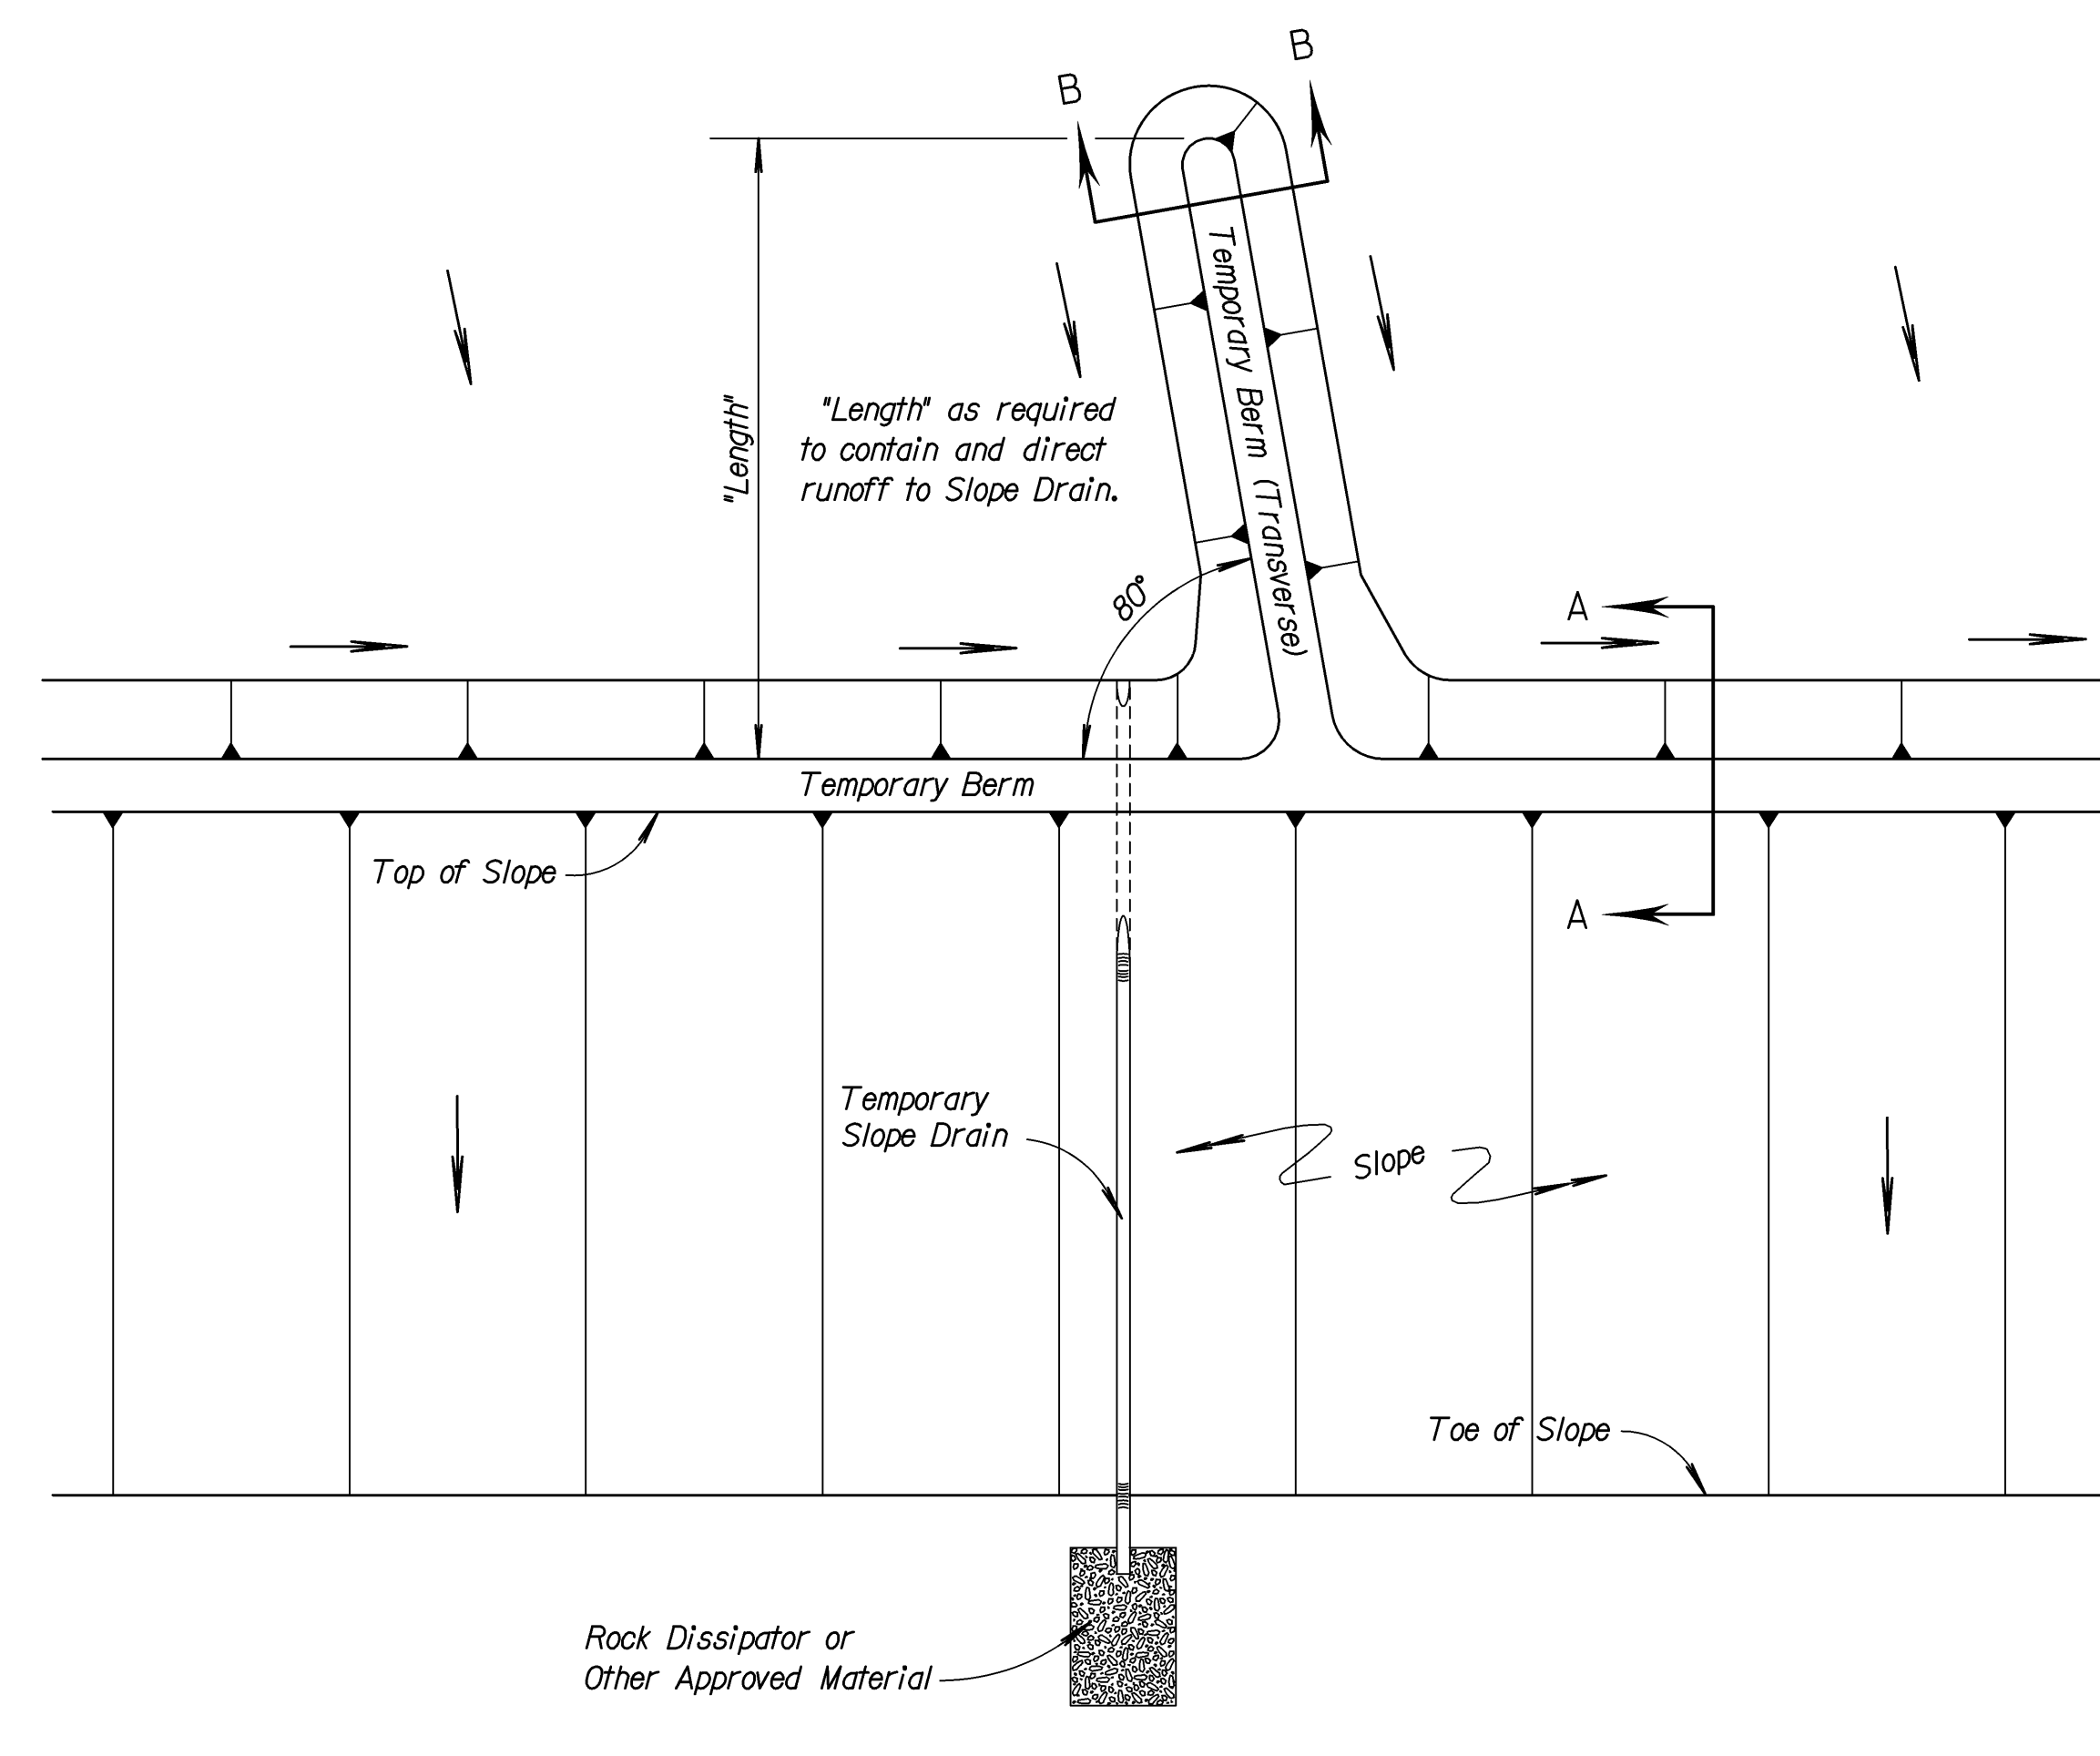 B
B
"Length"
"Length" as required
to contain and direct
runoff to Slope Drain.
Temporary Berm (Transverse)
80°
A
Temporary Berm
Top of Slope
A
Temporary
Slope Drain
Slope
Toe of Slope
Rock Dissipator or
Other Approved Material